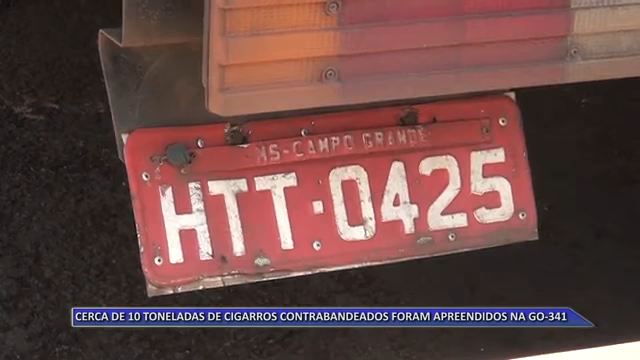 MS-CAMPO GRANDE
HTT·0425
CERCA DE 10 TONELADAS DE CIGARROS CONTRABANDEADOS FORAM APREENDIDOS NA GO-341